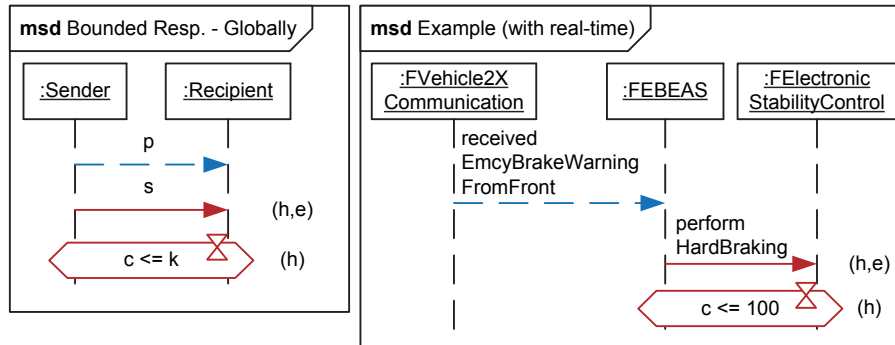 msd Bounded Resp. - Globally
:Sender
:Recipient
p
s
(h,e)
c <= k
(h)
msd Example (with real-time)
:FVehicle2X
Communication
:FEBEAS
:FElectronic
StabilityControl
received
EmcyBrakeWarning
FromFront
perform
HardBraking
(h,e)
c <= 100
(h)